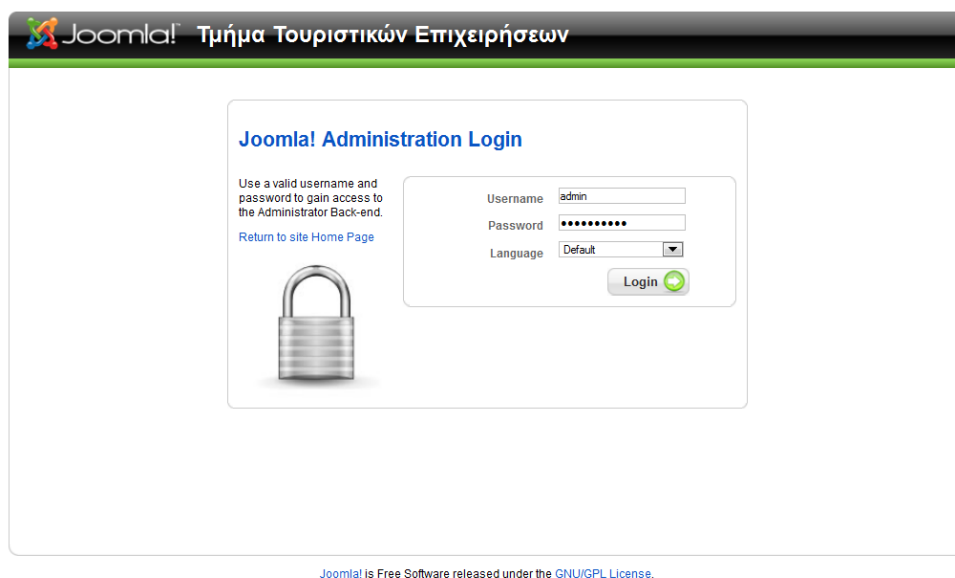 Joomla!™ Τμήμα Τουριστικών Επιχειρήσεων
Joomla! Administration Login
Use a valid username and
password to gain access to
the Administrator Back-end.
Return to site Home Page
Username admin
Password ••••••••••
Language Default
Login
Joomla! is Free Software released under the GNU/GPL License.